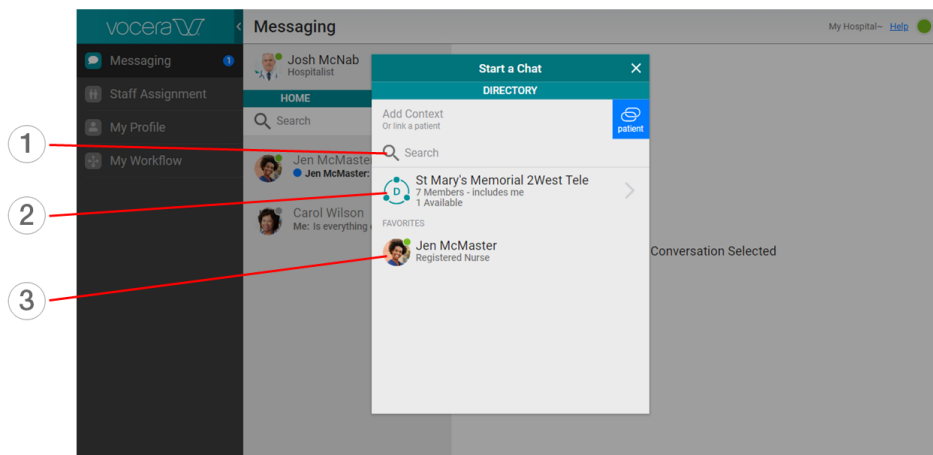 vocera
Messaging
My Hospital– Help
Messaging 1
Staff Assignment
My Profile
My Workflow
Josh McNab
Hospitalist
HOME
Search
Jen McMaste
Jen McMaster:
Carol Wilson
Me: Is everything
Start a Chat
DIRECTORY
Add Context
Or link a patient
patient
Search
D
St Mary's Memorial 2West Tele
7 Members - includes me
1 Available
FAVORITES
Jen McMaster
Registered Nurse
Conversation Selected
1
2
3